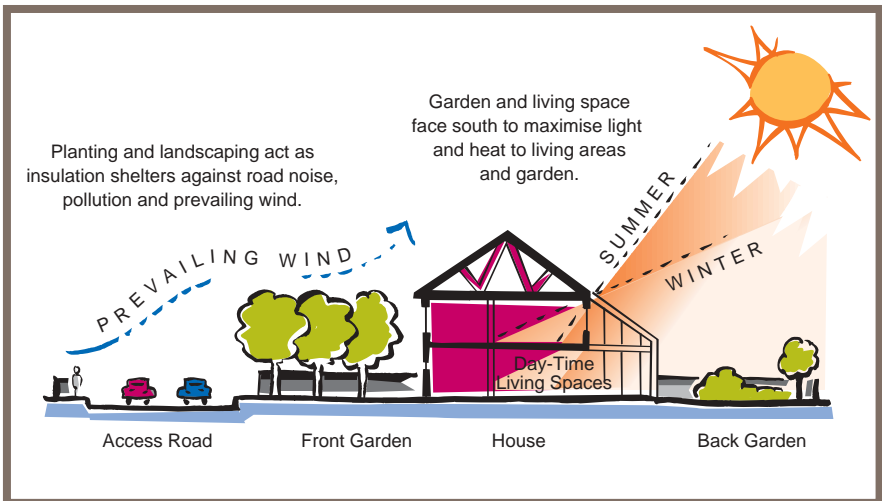 Planting and landscaping act as
insulation shelters against road noise,
pollution and prevailing wind.
Garden and living space
face south to maximise light
and heat to living areas
and garden.
PREVAILING WIND
SUMMER
WINTER
Day-Time
Living Spaces
Access Road
Front Garden
House
Back Garden